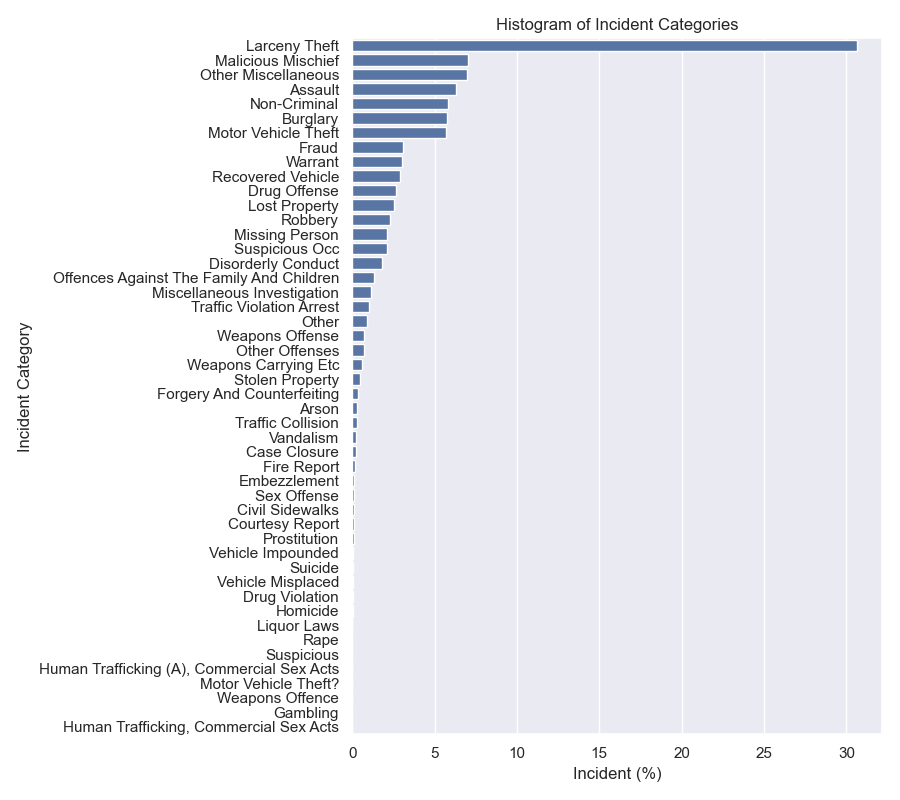 Histogram of Incident Categories
Larceny Theft
Malicious Mischief
Other Miscellaneous
Assault
Non-Criminal
Burglary
Motor Vehicle Theft
Fraud
Warrant
Recovered Vehicle
Drug Offense
Lost Property
Robbery
Missing Person
Suspicious Occ
Disorderly Conduct
Offences Against The Family And Children
Miscellaneous Investigation
Traffic Violation Arrest
Other
Weapons Offense
Other Offenses
Weapons Carrying Etc
Stolen Property
Forgery And Counterfeiting
Arson
Traffic Collision
Vandalism
Case Closure
Fire Report
Embezzlement
Sex Offense
Civil Sidewalks
Courtesy Report
Prostitution
Vehicle Impounded
Suicide
Vehicle Misplaced
Drug Violation
Homicide
Liquor Laws
Rape
Suspicious
Human Trafficking (A), Commercial Sex Acts
Motor Vehicle Theft?
Weapons Offence
Gambling
Human Trafficking, Commercial Sex Acts
Incident Category
0 5 10 15 20 25 30
Incident (%)